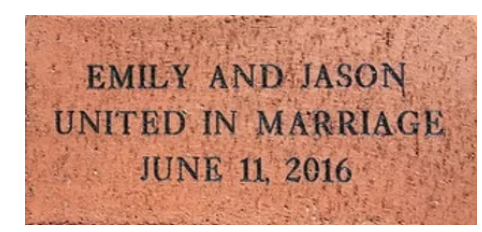 EMILY AND JASON
UNITED IN MARRIAGE
JUNE 11, 2016